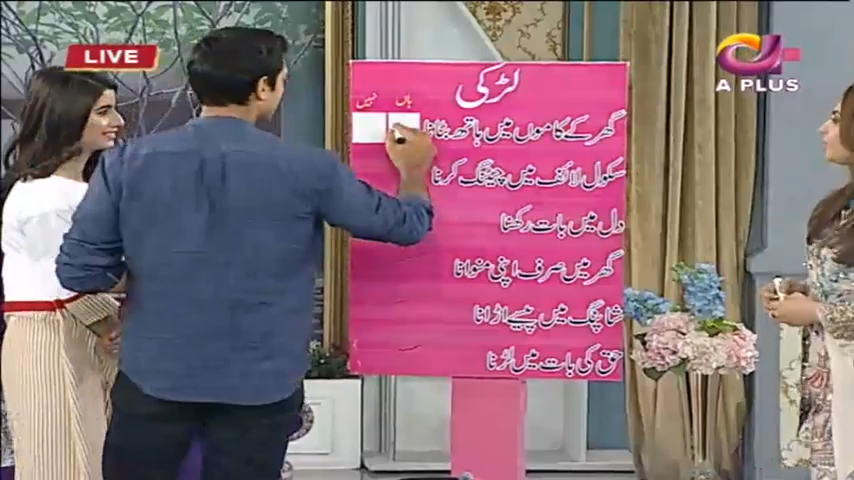 LIVE
A PLUS
لڑکی
ہاں نہیں
گھر کے کاموں میں ہاتھ بٹانا
سکول لائف میں چیٹنگ کرنا
دل میں بات رکھنا
گھر میں صرف اپنی منوانا
شاپنگ میں پیسے اڑانا
حق کی بات میں لڑنا